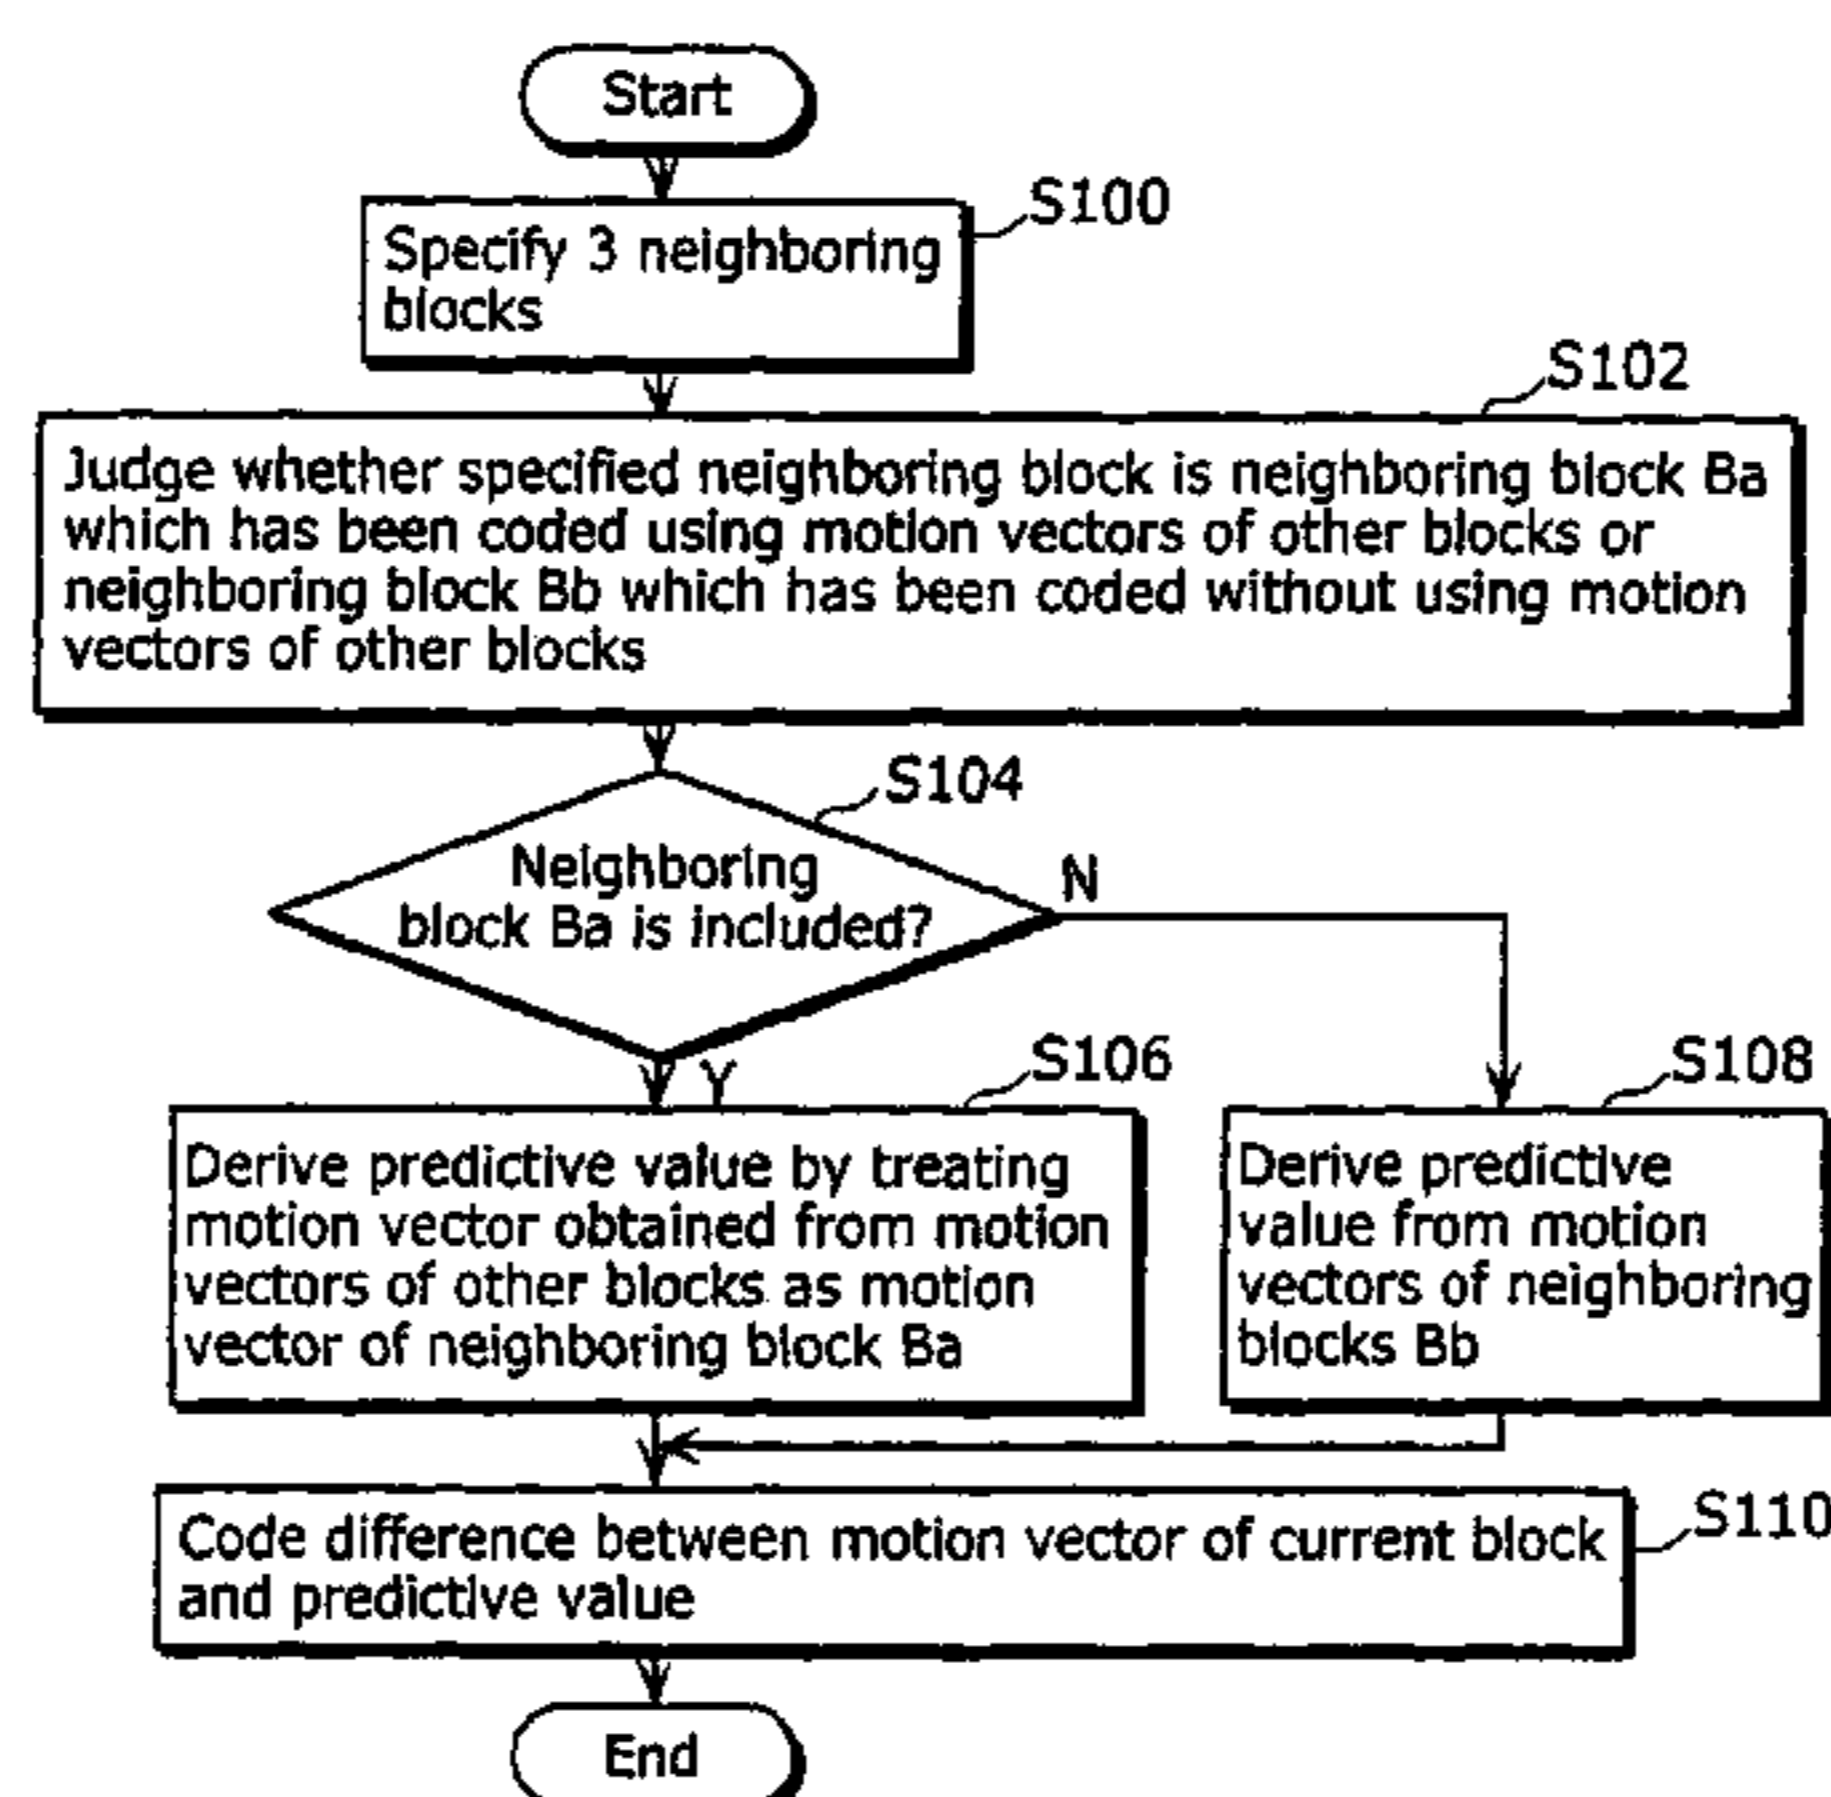 Start
S100
Specify 3 neighboring
blocks
S102
Judge whether specified neighboring block is neighboring block Ba
which has been coded using motion vectors of other blocks or
neighboring block Bb which has been coded without using motion
vectors of other blocks
S104
Neighboring
block Ba is included?
N
Y
S106
Derive predictive value by treating
motion vector obtained from motion
vectors of other blocks as motion
vector of neighboring block Ba
S108
Derive predictive
value from motion
vectors of neighboring
blocks Bb
S110
Code difference between motion vector of current block
and predictive value
End